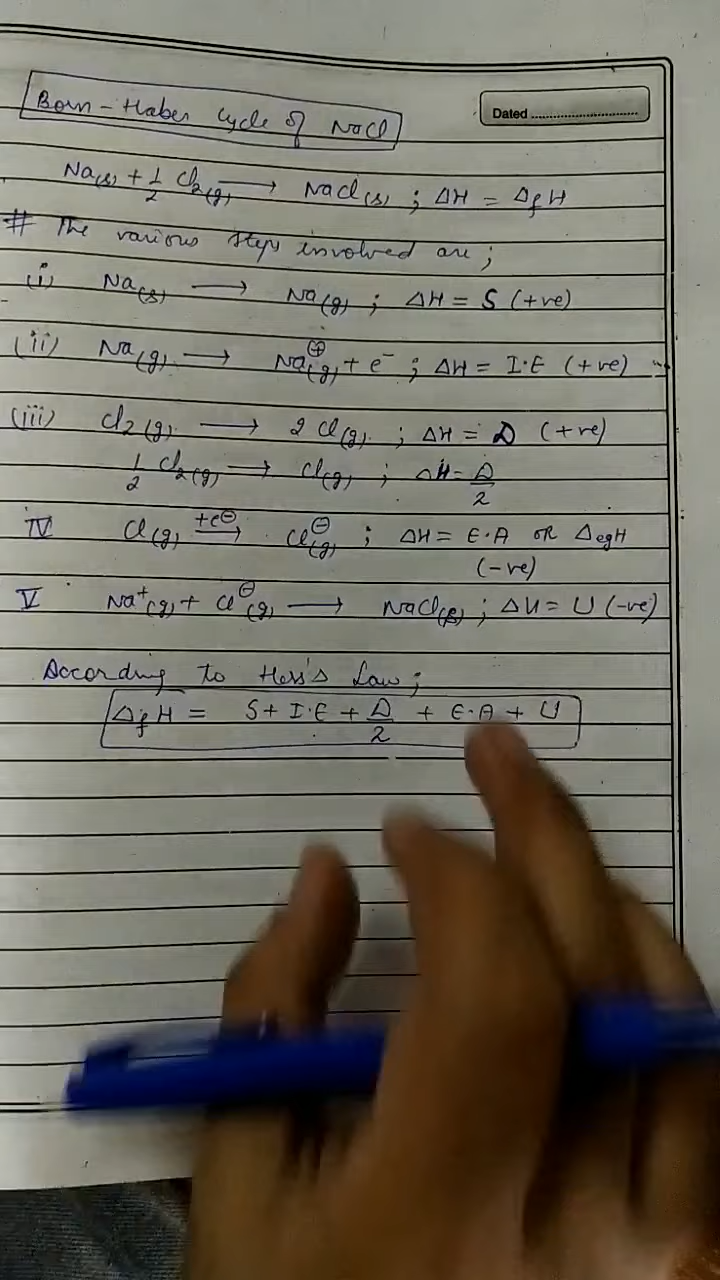 Born-Haber Cycle of NaCl
Dated
Na(s) + 1/2 Cl2(g) → NaCl(s) ; ΔH = ΔfH
# The various steps involved are ;
(i) Na(s) → Na(g) ; ΔH = S (+ve)
(ii) Na(g) → Na⊕(g) + e⁻ ; ΔH = I.E (+ve)
(iii) Cl2(g) → 2 Cl(g) ; ΔH = D (+ve)
1/2 Cl2(g) → Cl(g) ; ΔH = D/2
IV Cl(g) +e⊖ → Cl⊖(g) ; ΔH = E.A OR ΔegH
(-ve)
V Na⁺(g) + Cl⊖(g) → NaCl(s) ; ΔH = U (-ve)
According to Hess's Law ;
ΔfH = S + I.E + D/2 + E.A + U